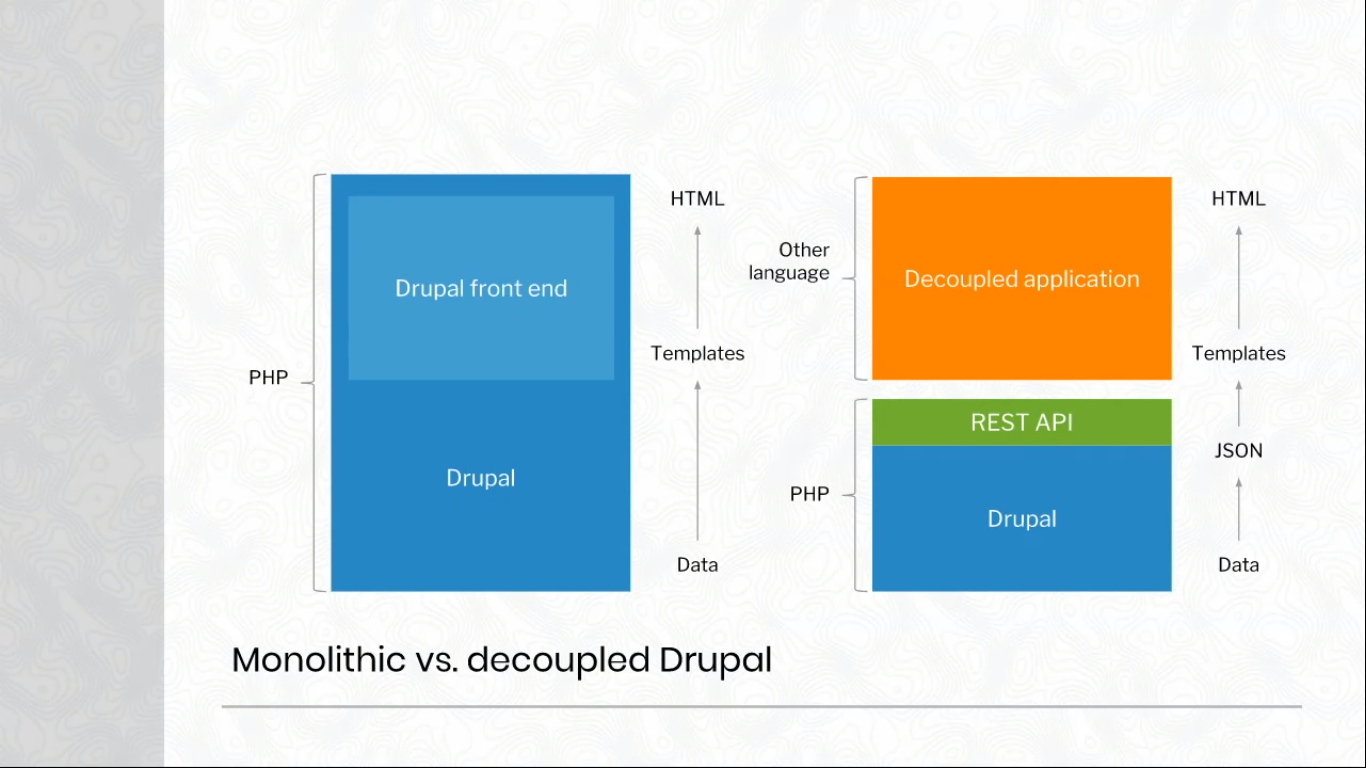 HTML
Drupal front end
Templates
PHP
Drupal
Data
HTML
Other
language
Decoupled application
Templates
REST API
JSON
PHP
Drupal
Data
Monolithic vs. decoupled Drupal